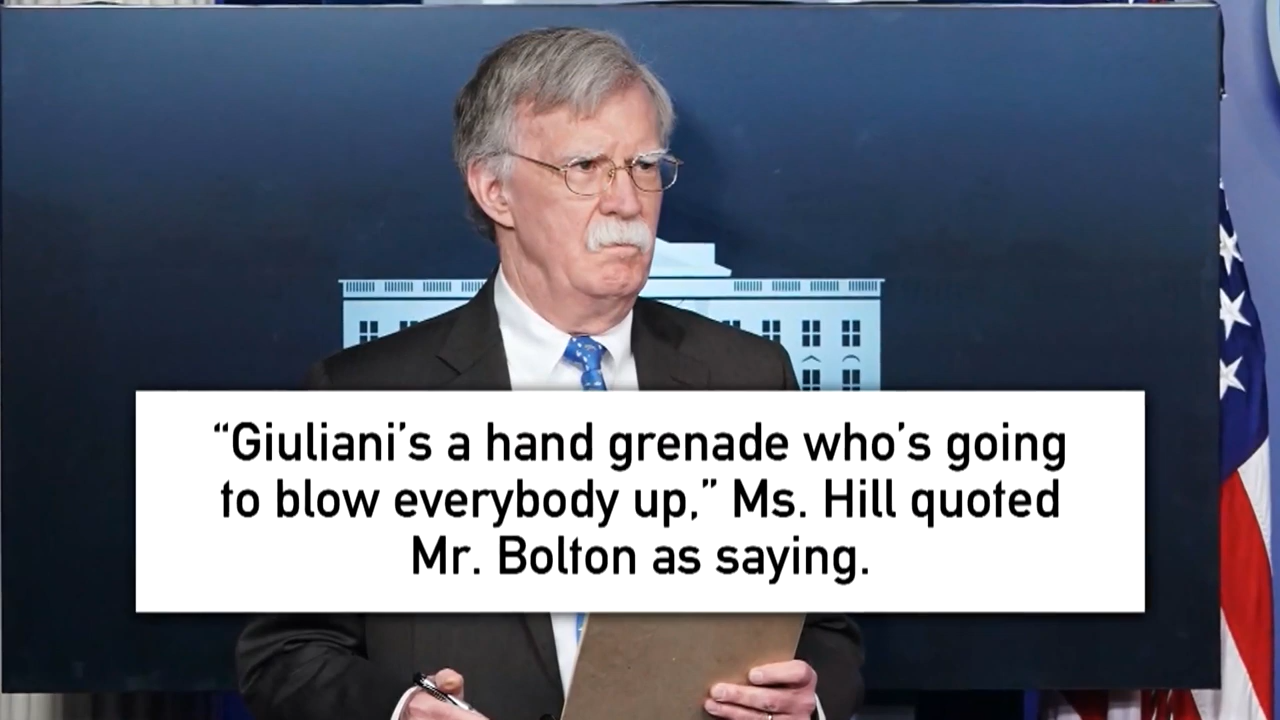 “Giuliani’s a hand grenade who’s going
to blow everybody up,” Ms. Hill quoted
Mr. Bolton as saying.